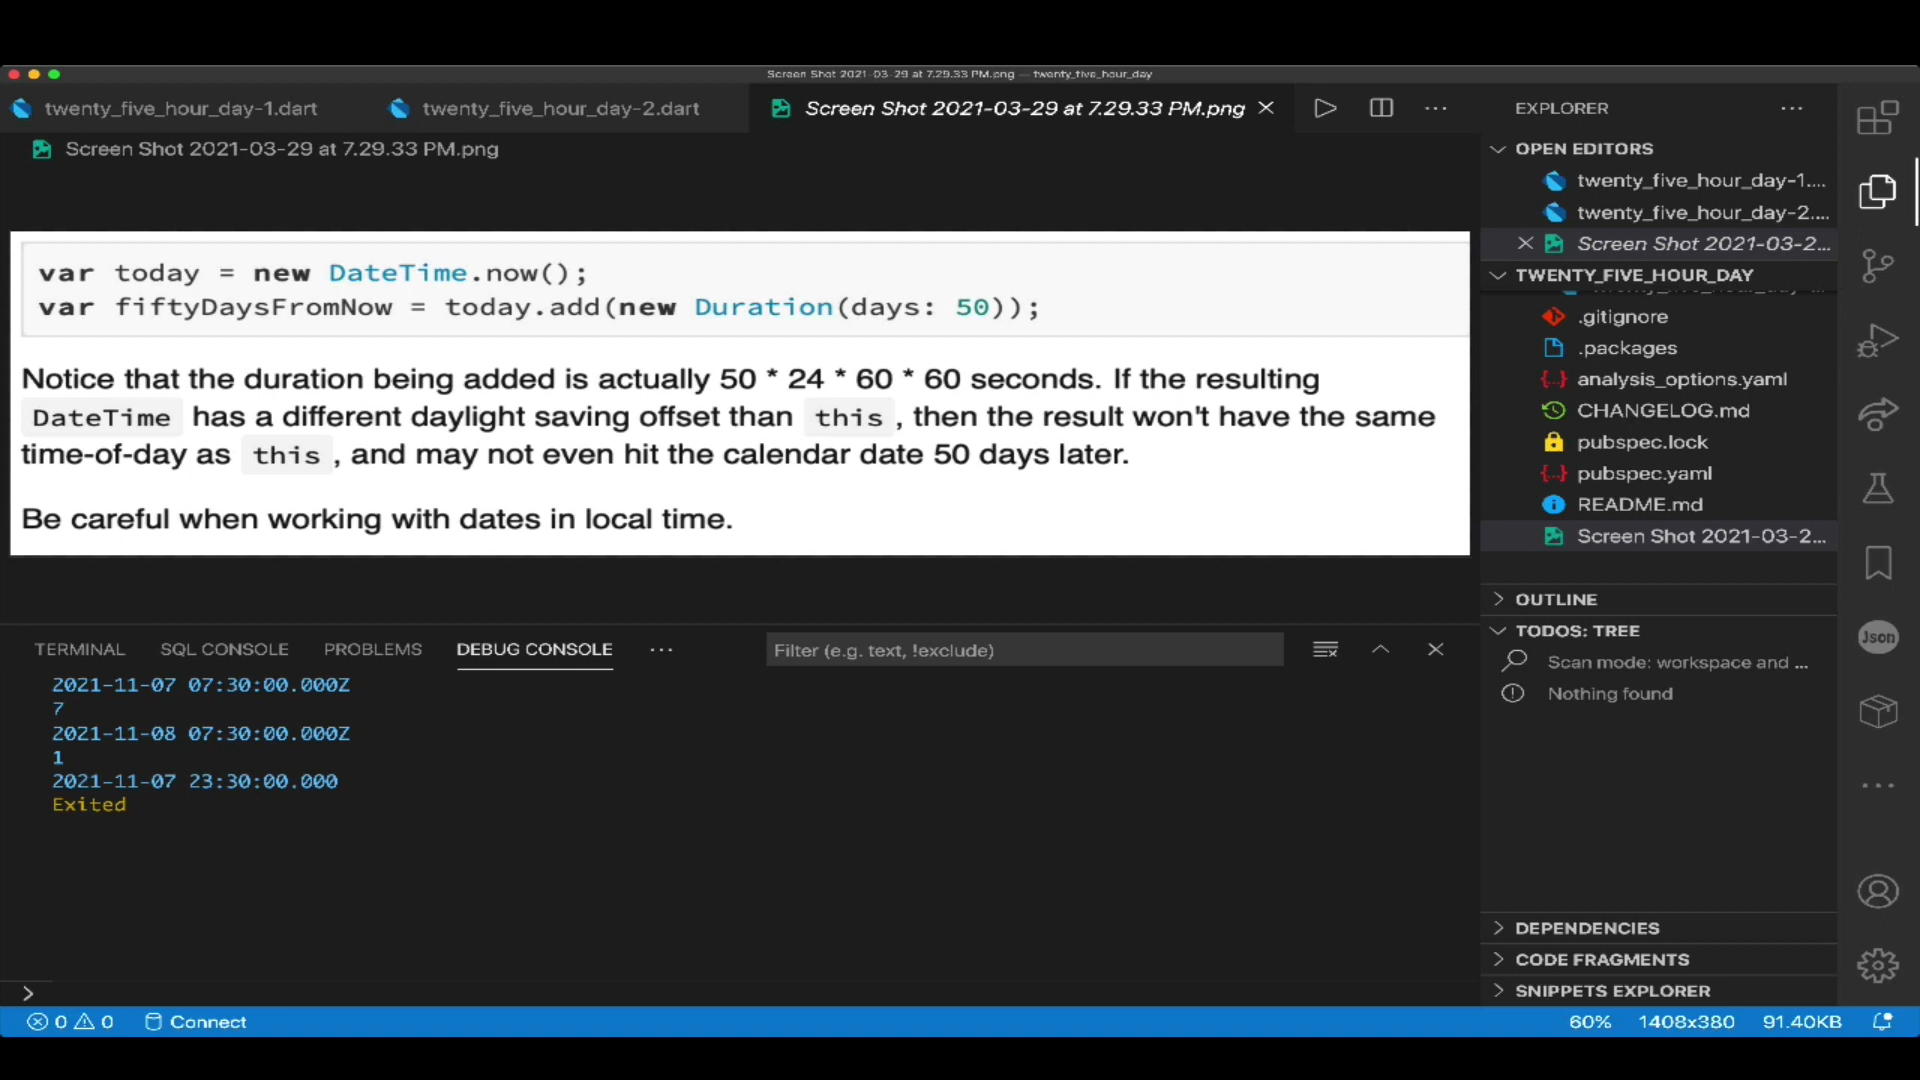 Screen Shot 2021-03-29 at 7.29.33 PM.png — twenty_five_hour_day
twenty_five_hour_day-1.dart
twenty_five_hour_day-2.dart
Screen Shot 2021-03-29 at 7.29.33 PM.png
Screen Shot 2021-03-29 at 7.29.33 PM.png
var today = new DateTime.now();
var fiftyDaysFromNow = today.add(new Duration(days: 50));
Notice that the duration being added is actually 50 * 24 * 60 * 60 seconds. If the resulting
DateTime has a different daylight saving offset than this , then the result won't have the same
time-of-day as this , and may not even hit the calendar date 50 days later.
Be careful when working with dates in local time.
TERMINAL
SQL CONSOLE
PROBLEMS
DEBUG CONSOLE
Filter (e.g. text, !exclude)
2021-11-07 07:30:00.000Z
7
2021-11-08 07:30:00.000Z
1
2021-11-07 23:30:00.000
Exited
EXPLORER
OPEN EDITORS
twenty_five_hour_day-1....
twenty_five_hour_day-2....
Screen Shot 2021-03-2...
TWENTY_FIVE_HOUR_DAY
.gitignore
.packages
analysis_options.yaml
CHANGELOG.md
pubspec.lock
pubspec.yaml
README.md
Screen Shot 2021-03-2...
OUTLINE
TODOS: TREE
Scan mode: workspace and ...
Nothing found
DEPENDENCIES
CODE FRAGMENTS
SNIPPETS EXPLORER
Json
0 0 Connect
60% 1408x380 91.40KB